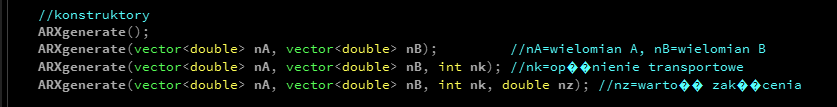 //konstruktory
ARXgenerate();
ARXgenerate(vector<double> nA, vector<double> nB); //nA=wielomian A, nB=wielomian B
ARXgenerate(vector<double> nA, vector<double> nB, int nk); //nk=op��nienie transportowe
ARXgenerate(vector<double> nA, vector<double> nB, int nk, double nz); //nz=warto�� zak��cenia